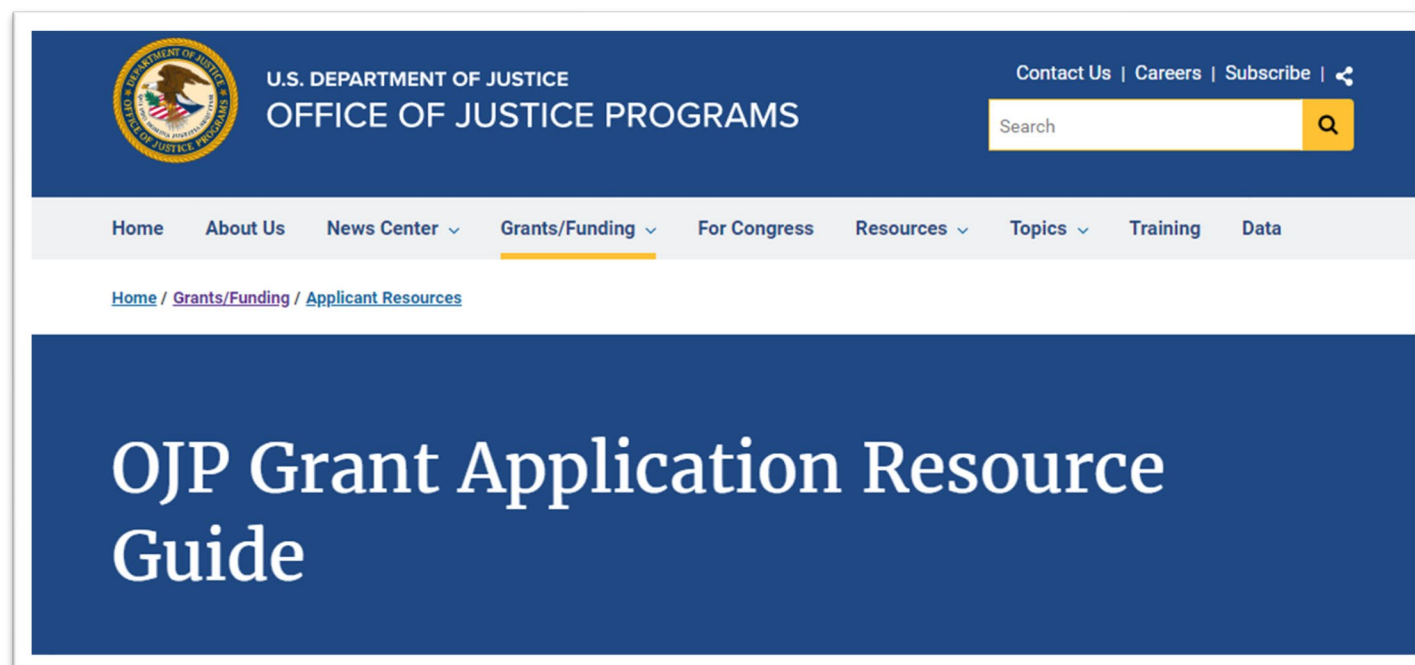 U.S. DEPARTMENT OF JUSTICE
OFFICE OF JUSTICE PROGRAMS
Contact Us | Careers | Subscribe |
Search
Home About Us News Center Grants/Funding For Congress Resources Topics Training Data
Home / Grants/Funding / Applicant Resources
OJP Grant Application Resource
Guide